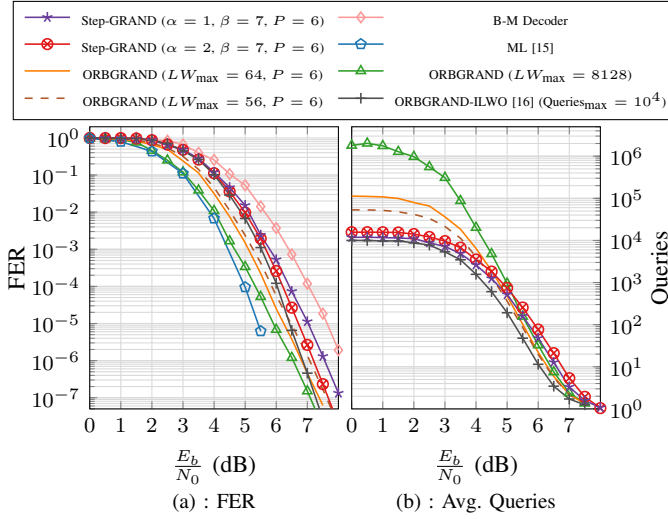 Step-GRAND (α = 1, β = 7, P = 6)
Step-GRAND (α = 2, β = 7, P = 6)
ORBGRAND (LWmax = 64, P = 6)
ORBGRAND (LWmax = 56, P = 6)
B-M Decoder
ML [15]
ORBGRAND (LWmax = 8128)
ORBGRAND-ILWO [16] (Queriesmax = 10^4)
FER
10^0
10^−1
10^−2
10^−3
10^−4
10^−5
10^−6
10^−7
0 1 2 3 4 5 6 7
E_b/N_0 (dB)
(a) : FER
Queries
10^6
10^5
10^4
10^3
10^2
10^1
10^0
0 1 2 3 4 5 6 7
E_b/N_0 (dB)
(b) : Avg. Queries